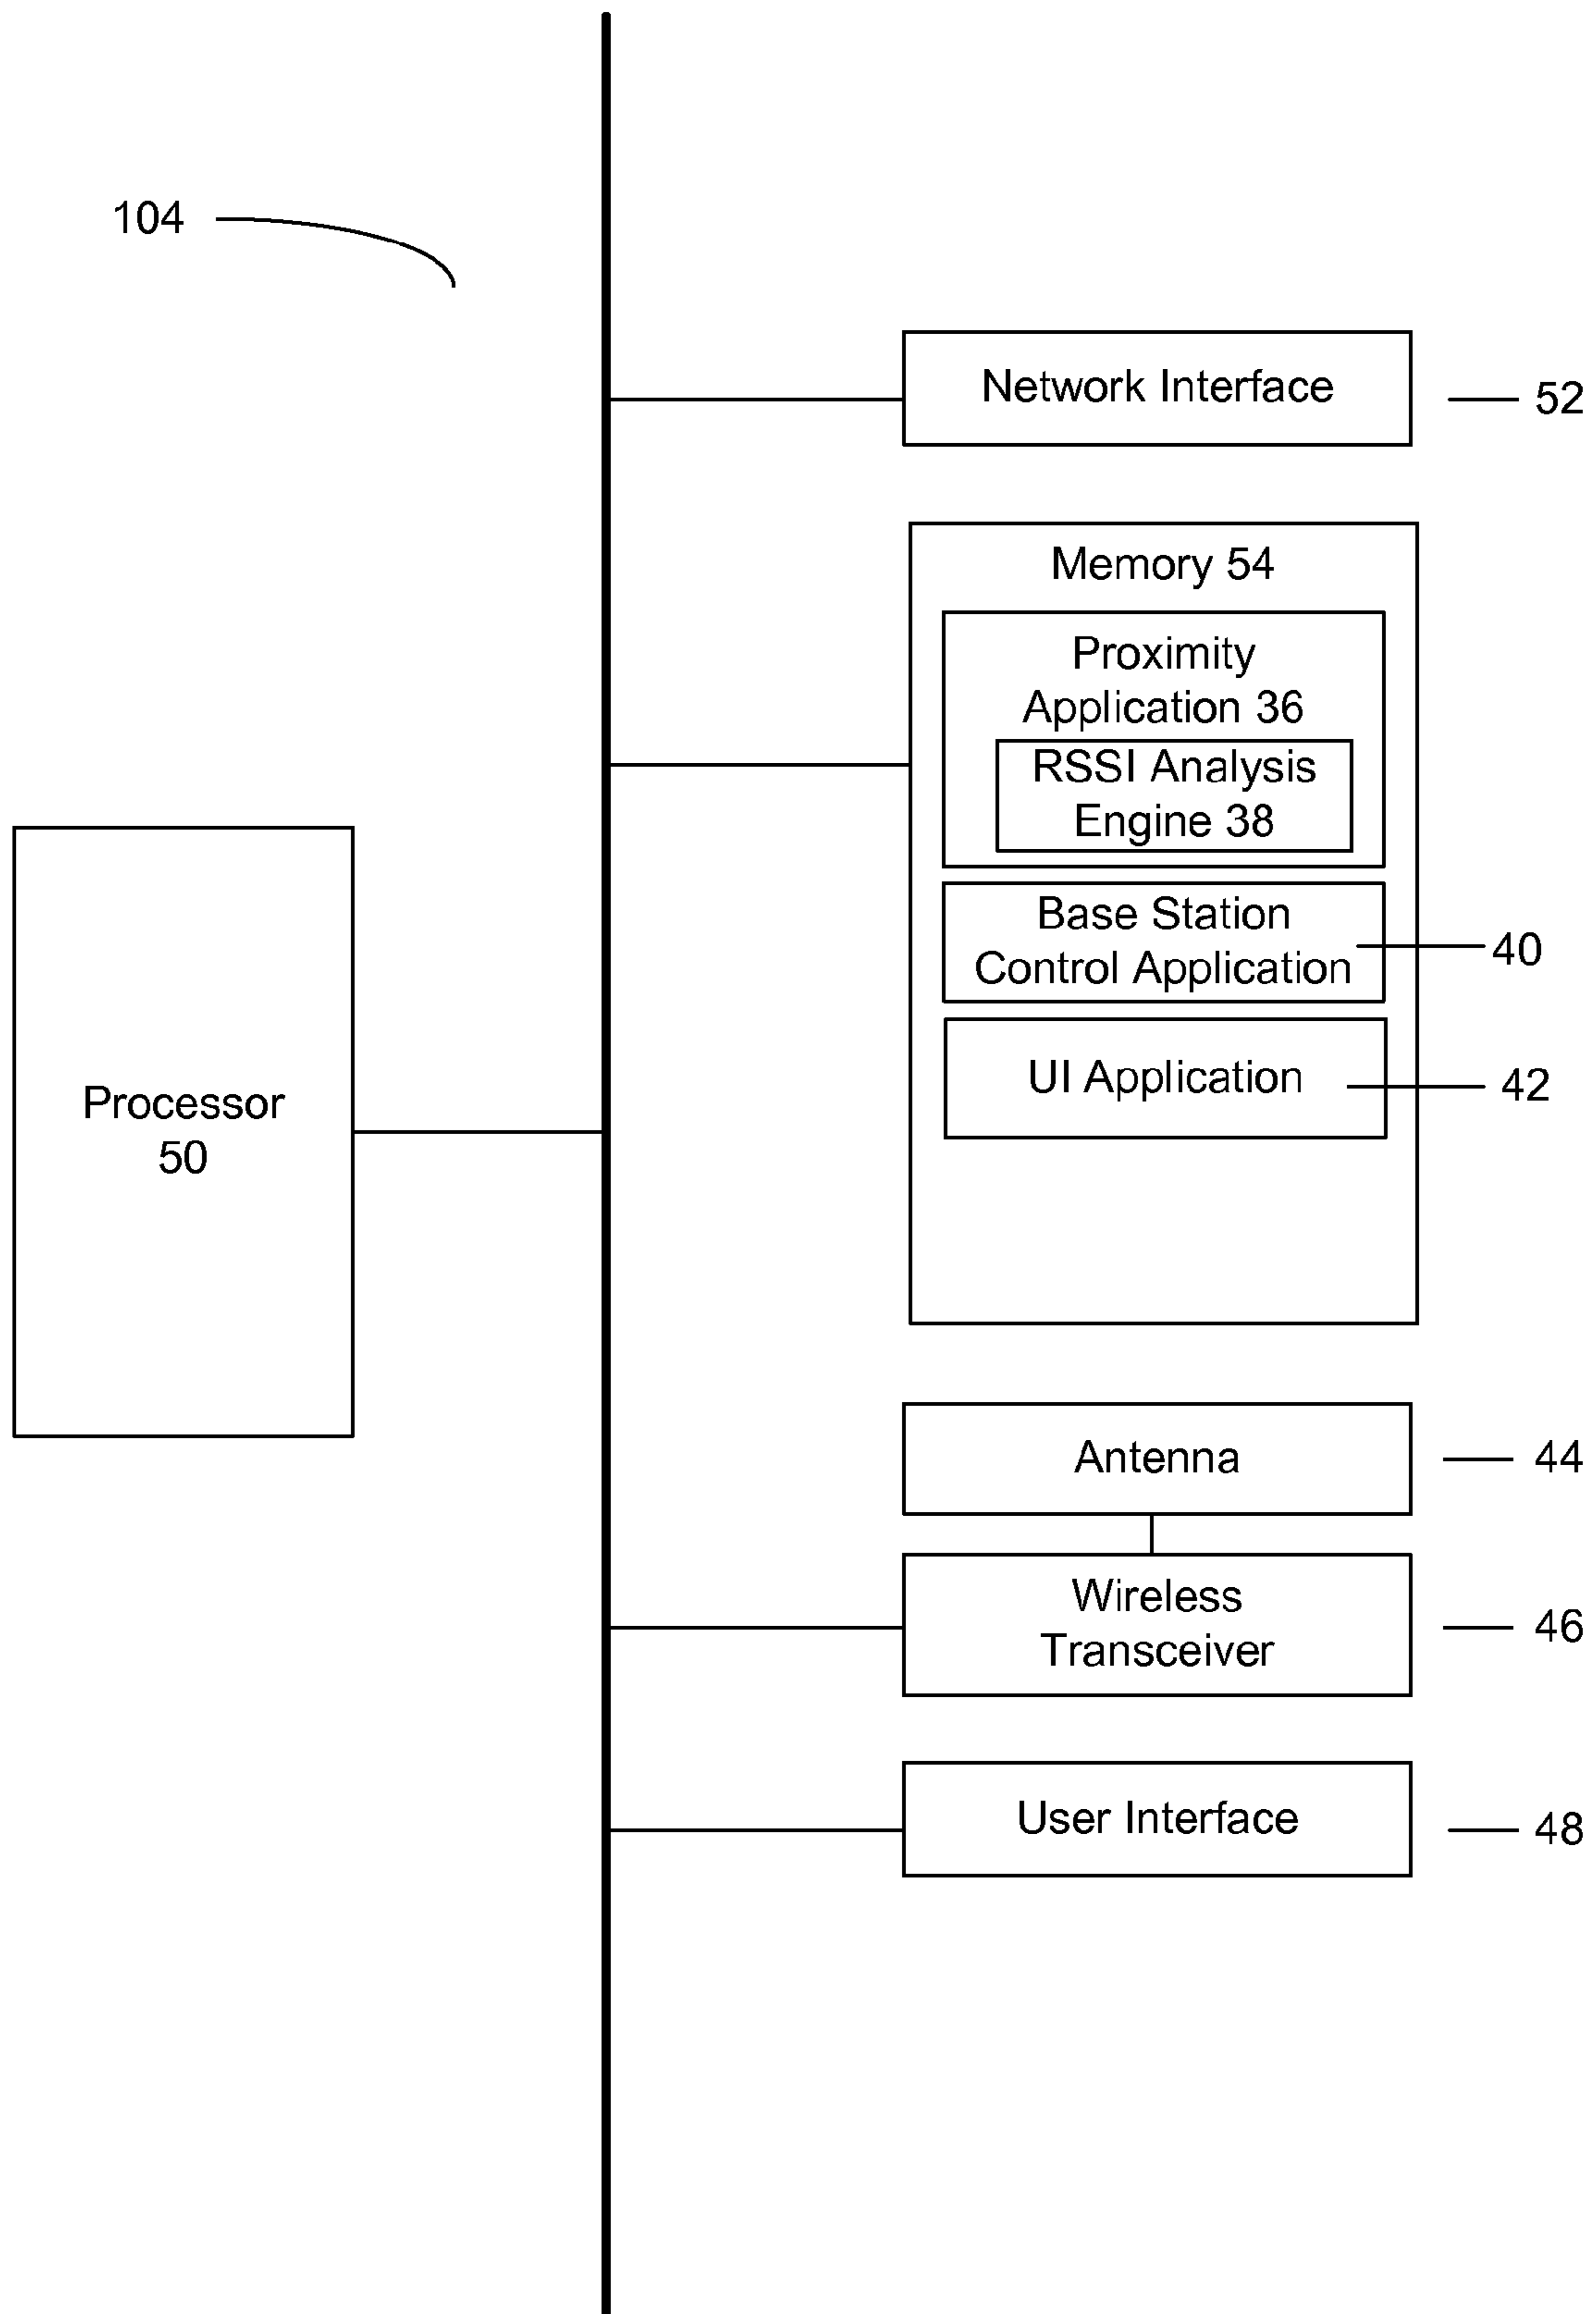 104
Network Interface
52
Memory 54
Proximity
Application 36
RSSI Analysis
Engine 38
Base Station
Control Application
40
UI Application
42
Processor
50
Antenna
44
Wireless
Transceiver
46
User Interface
48